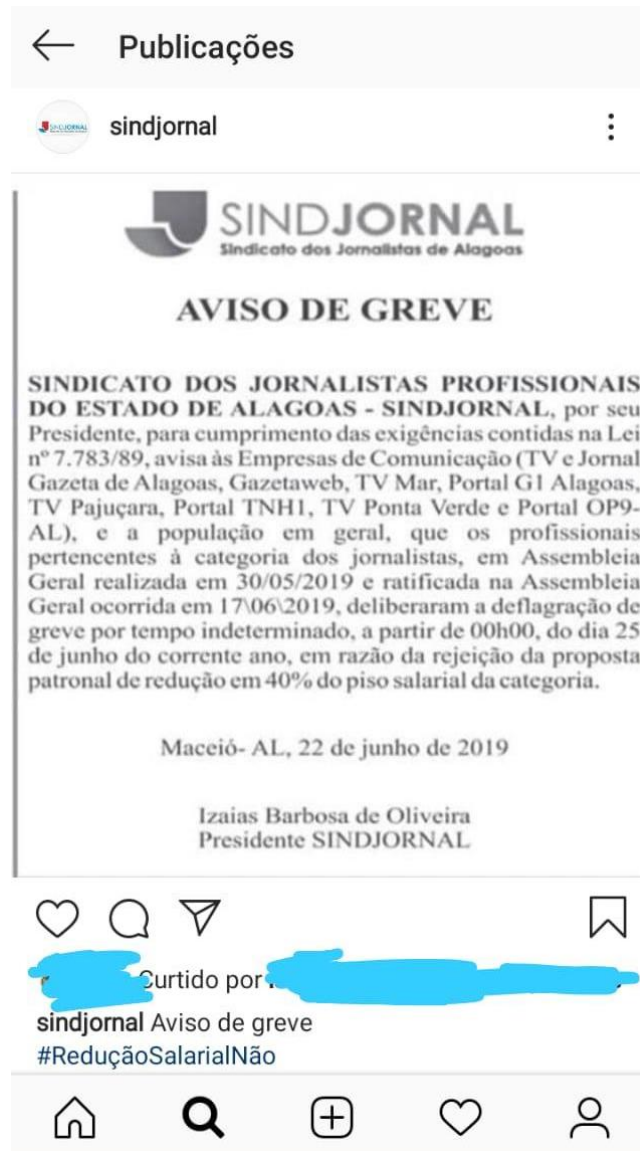 Publicações
sindjornal
SINDJORNAL
Sindicato dos Jornalistas de Alagoas
AVISO DE GREVE
SINDICATO DOS JORNALISTAS PROFISSIONAIS
DO ESTADO DE ALAGOAS - SINDJORNAL, por seu
Presidente, para cumprimento das exigências contidas na Lei
nº 7.783/89, avisa às Empresas de Comunicação (TV e Jornal
Gazeta de Alagoas, Gazetaweb, TV Mar, Portal G1 Alagoas,
TV Pajuçara, Portal TNH1, TV Ponta Verde e Portal OP9-
AL), e a população em geral, que os profissionais
pertencentes à categoria dos jornalistas, em Assembleia
Geral realizada em 30/05/2019 e ratificada na Assembleia
Geral ocorrida em 17\06\2019, deliberaram a deflagração de
greve por tempo indeterminado, a partir de 00h00, do dia 25
de junho do corrente ano, em razão da rejeição da proposta
patronal de redução em 40% do piso salarial da categoria.
Maceió- AL, 22 de junho de 2019
Izaias Barbosa de Oliveira
Presidente SINDJORNAL
Curtido por
sindjornal Aviso de greve
#ReduçãoSalarialNão